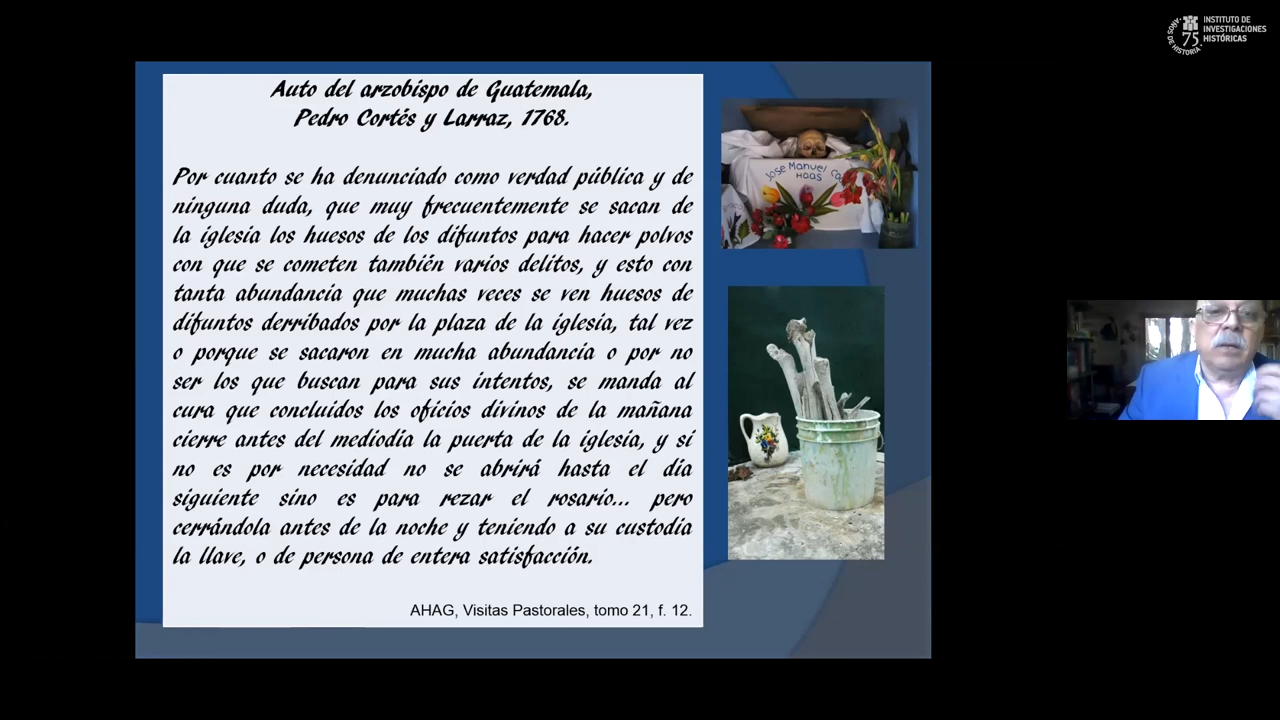 INSTITUTO DE
INVESTIGACIONES
HISTÓRICAS
75
AÑOS DE HISTORIA
Auto del arzobispo de Guatemala,
Pedro Cortés y Larraz, 1768.
Por cuanto se ha denunciado como verdad pública y de
ninguna duda, que muy frecuentemente se sacan de
la iglesia los huesos de los difuntos para hacer polvos
con que se cometen también varios delitos, y esto con
tanta abundancia que muchas veces se ven huesos de
difuntos derribados por la plaza de la iglesia, tal vez
o porque se sacaron en mucha abundancia o por no
ser los que buscan para sus intentos, se manda al
cura que concluidos los oficios divinos de la mañana
cierre antes del mediodía la puerta de la iglesia, y si
no es por necesidad no se abrirá hasta el día
siguiente sino es para rezar el rosario... pero
cerrándola antes de la noche y teniendo a su custodia
la llave, o de persona de entera satisfacción.
AHAG, Visitas Pastorales, tomo 21, f. 12.
Jose Manuel
HAAS